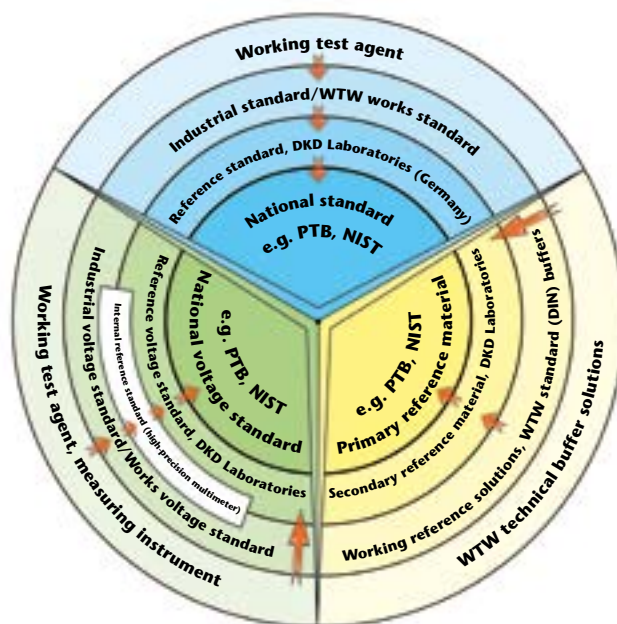 Working test agent
Industrial standard/WTW works standard
Reference standard, DKD Laboratories (Germany)
National standard
e.g. PTB, NIST
Working test agent, measuring instrument
Industrial voltage standard/Works voltage standard
Internal reference standard (high-precision multimeter)
Reference voltage standard, DKD Laboratories
National voltage standard
e.g. PTB, NIST
e.g. PTB, NIST
Primary reference material
Secondary reference material, DKD Laboratories
Working reference solutions, WTW standard (DIN) buffers
WTW technical buffer solutions